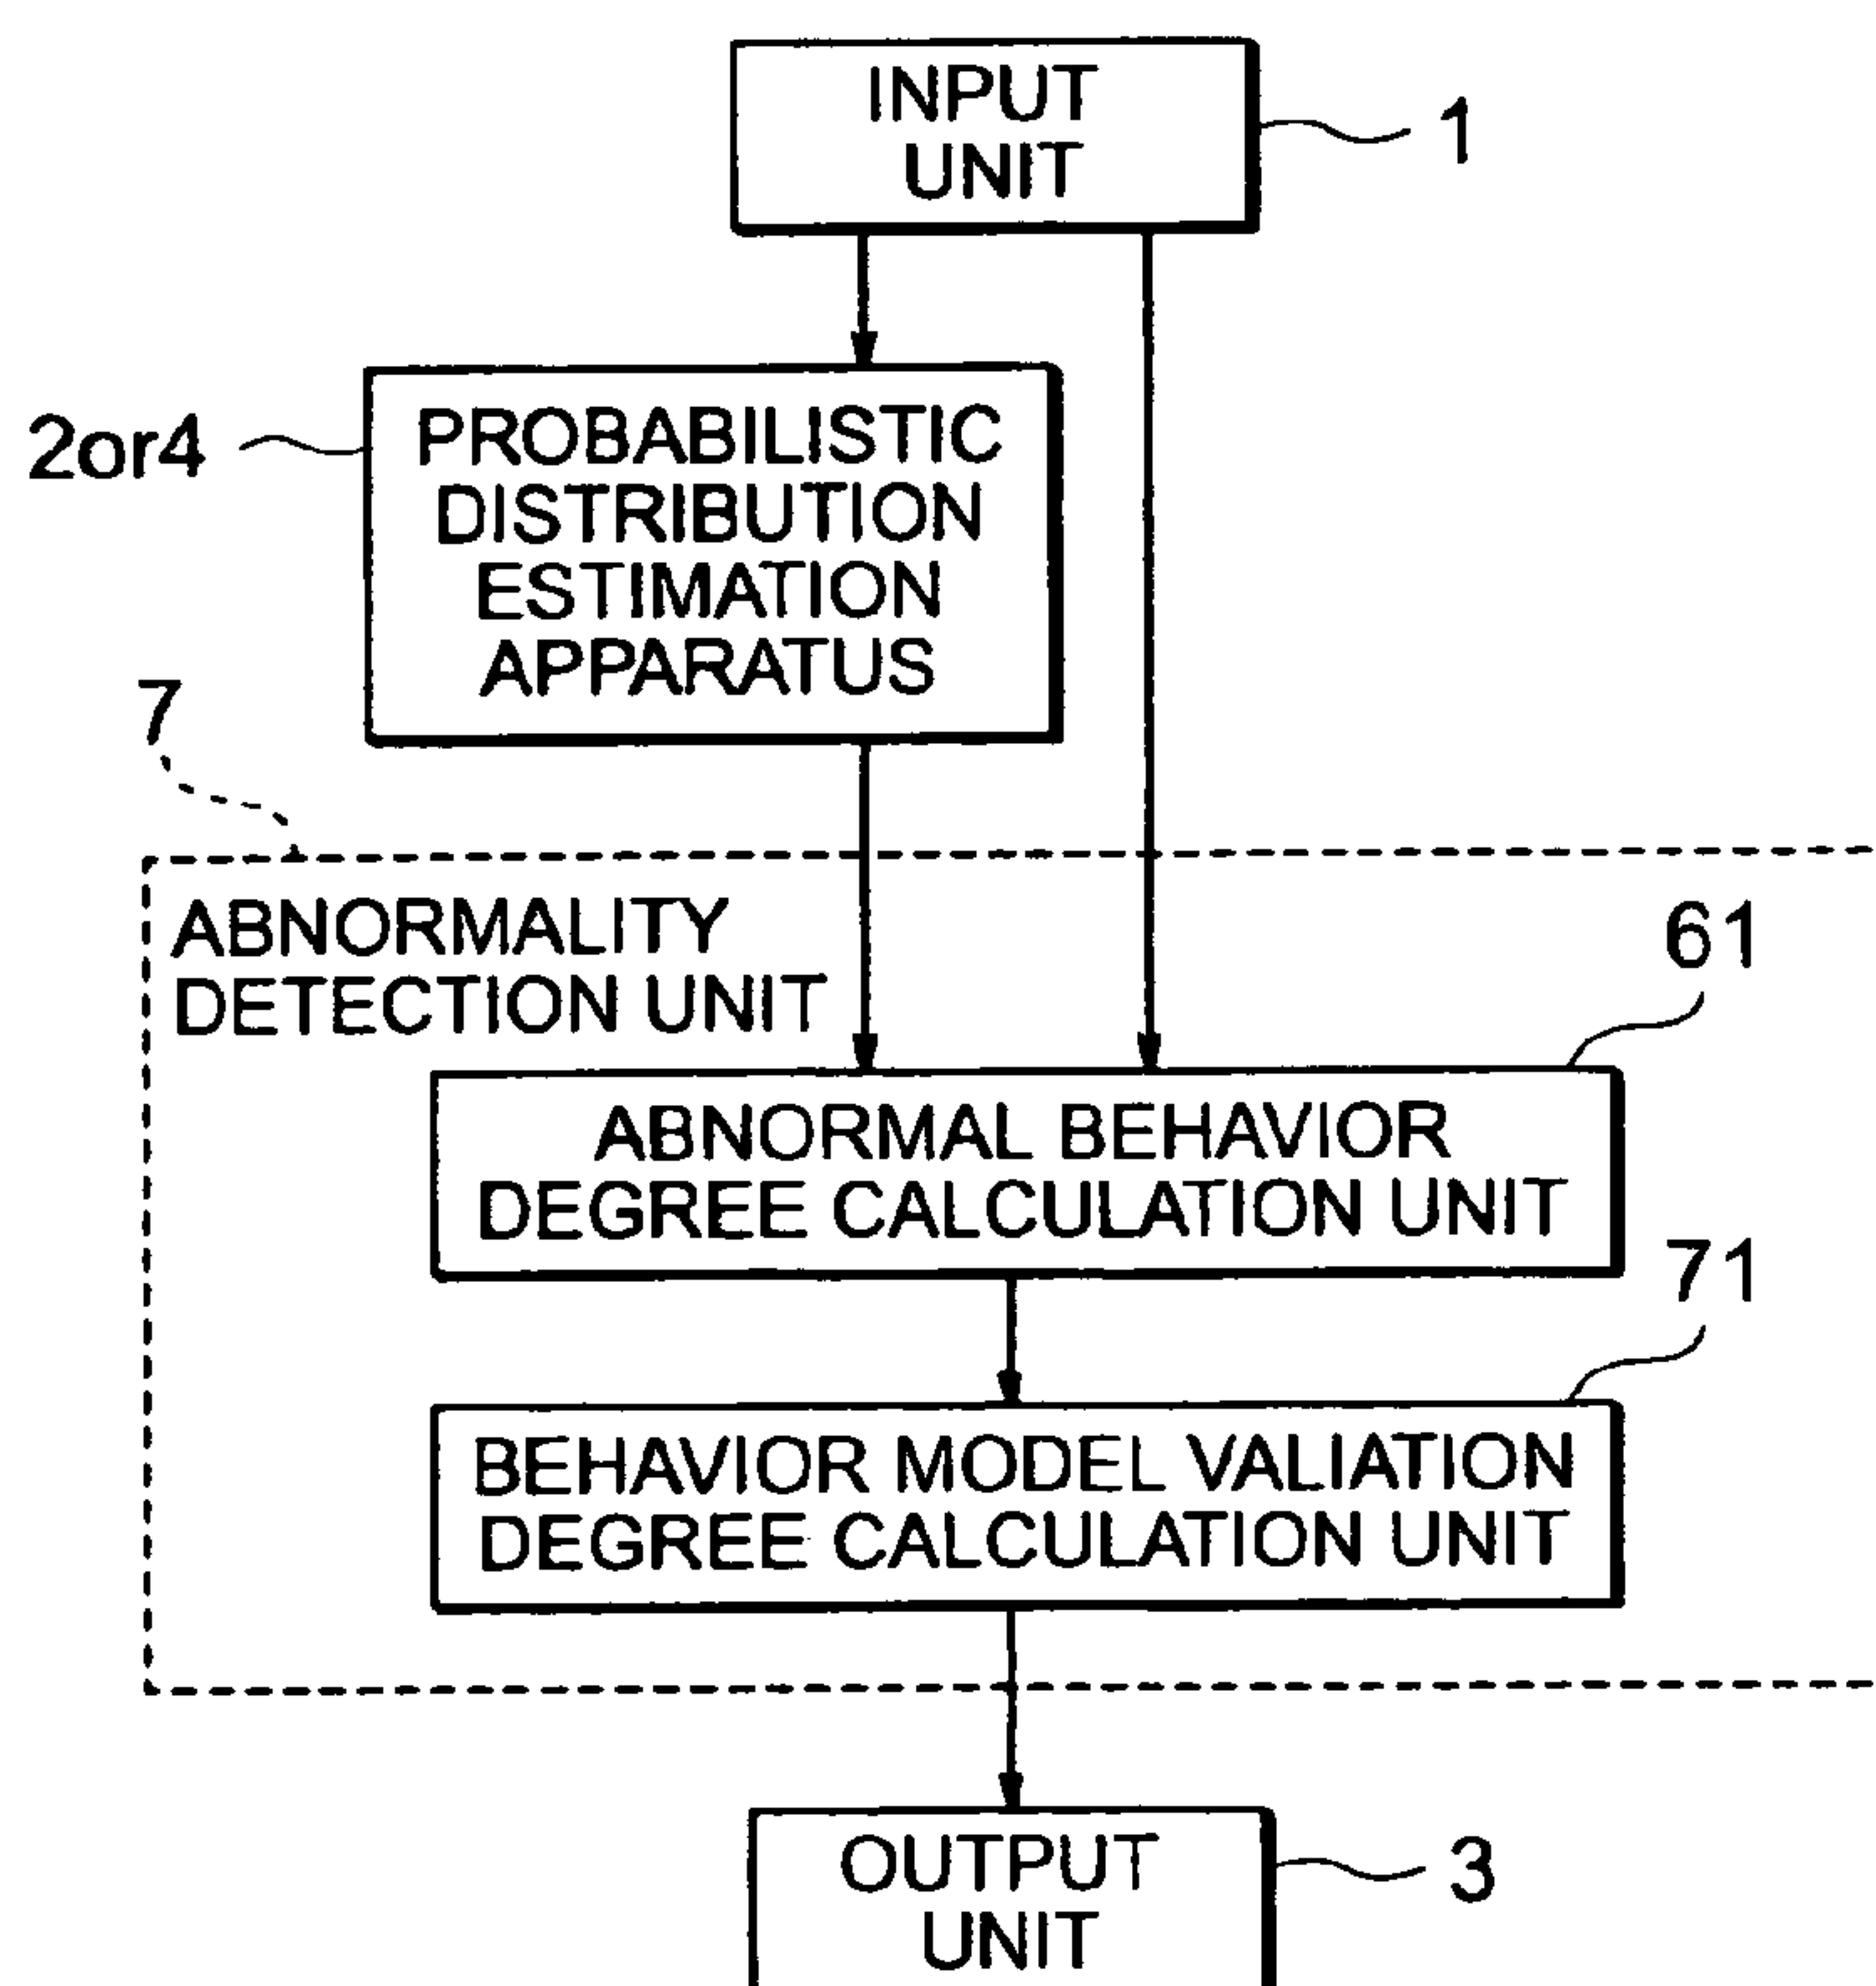 INPUT
UNIT
1
2or4
PROBABILISTIC
DISTRIBUTION
ESTIMATION
APPARATUS
7
ABNORMALITY
DETECTION UNIT
61
ABNORMAL BEHAVIOR
DEGREE CALCULATION UNIT
71
BEHAVIOR MODEL VALIATION
DEGREE CALCULATION UNIT
OUTPUT
UNIT
3